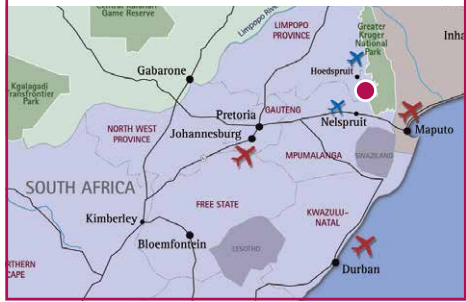 Central Kalahari
Game Reserve
Limpopo River
LIMPOPO
PROVINCE
Greater
Kruger
National
Park
Inha
Gabarone
Hoedspruit
Kgalagadi
Transfrontier
Park
Pretoria
GAUTENG
Nelspruit
NORTH WEST
PROVINCE
Johannesburg
Maputo
MPUMALANGA
SWAZILAND
SOUTH AFRICA
FREE STATE
KWAZULU-
NATAL
Kimberley
Bloemfontein
LESOTHO
RTHERN
CAPE
Durban